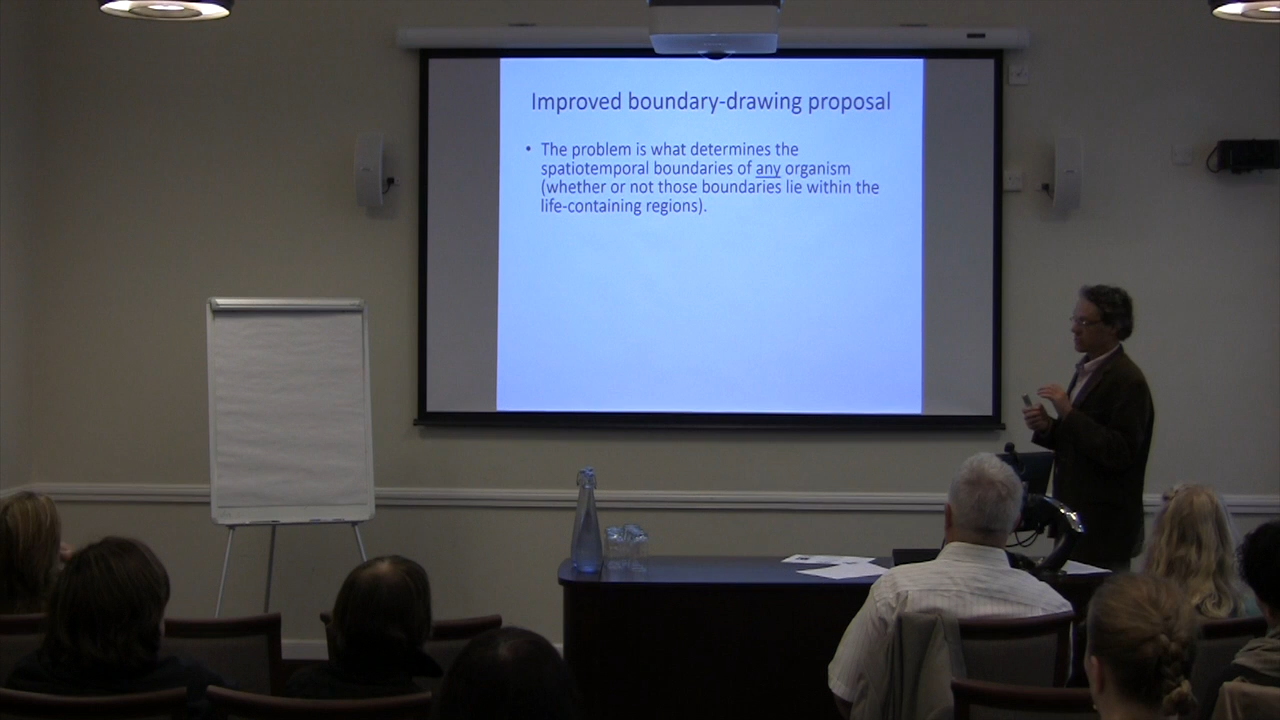 Improved boundary-drawing proposal
• The problem is what determines the
spatiotemporal boundaries of any organism
(whether or not those boundaries lie within the
life-containing regions).